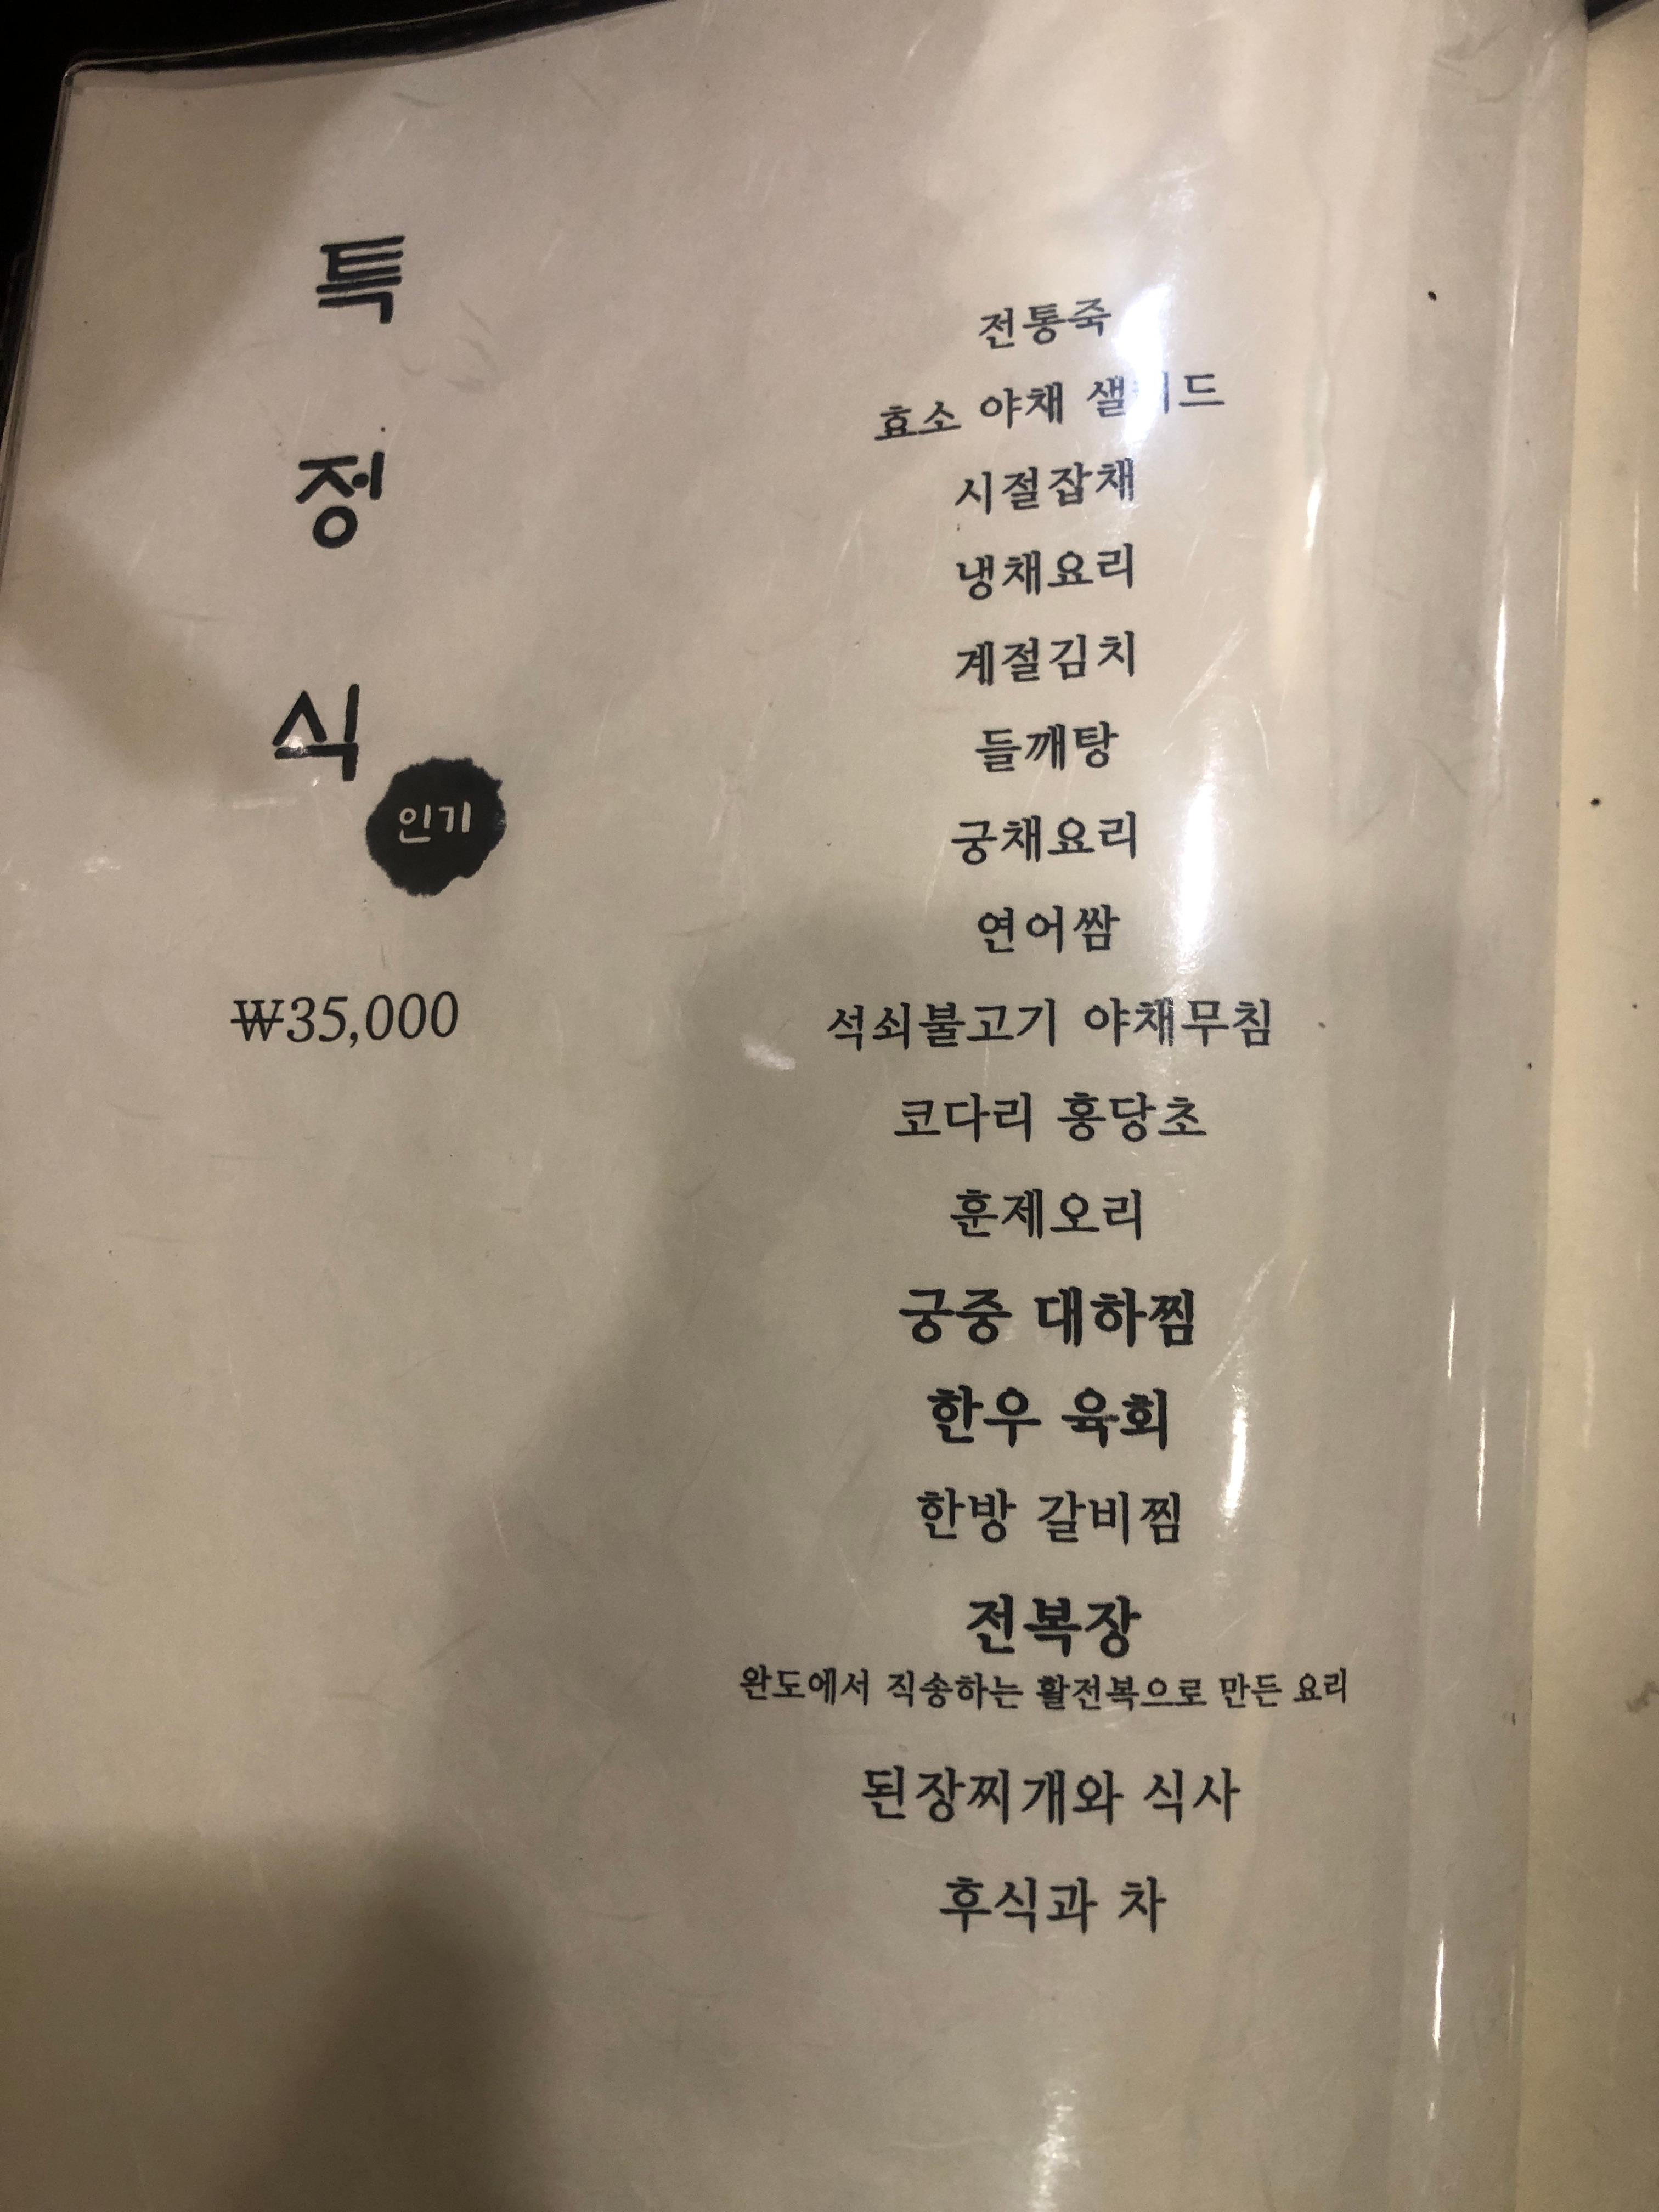 특
정
식
인기
₩35,000
전통죽
효소 야채 샐러드
시절잡채
냉채요리
계절김치
들깨탕
궁채요리
연어쌈
석쇠불고기 야채무침
코다리 홍당초
훈제오리
궁중 대하찜
한우 육회
한방 갈비찜
전복장
완도에서 직송하는 활전복으로 만든 요리
된장찌개와 식사
후식과 차